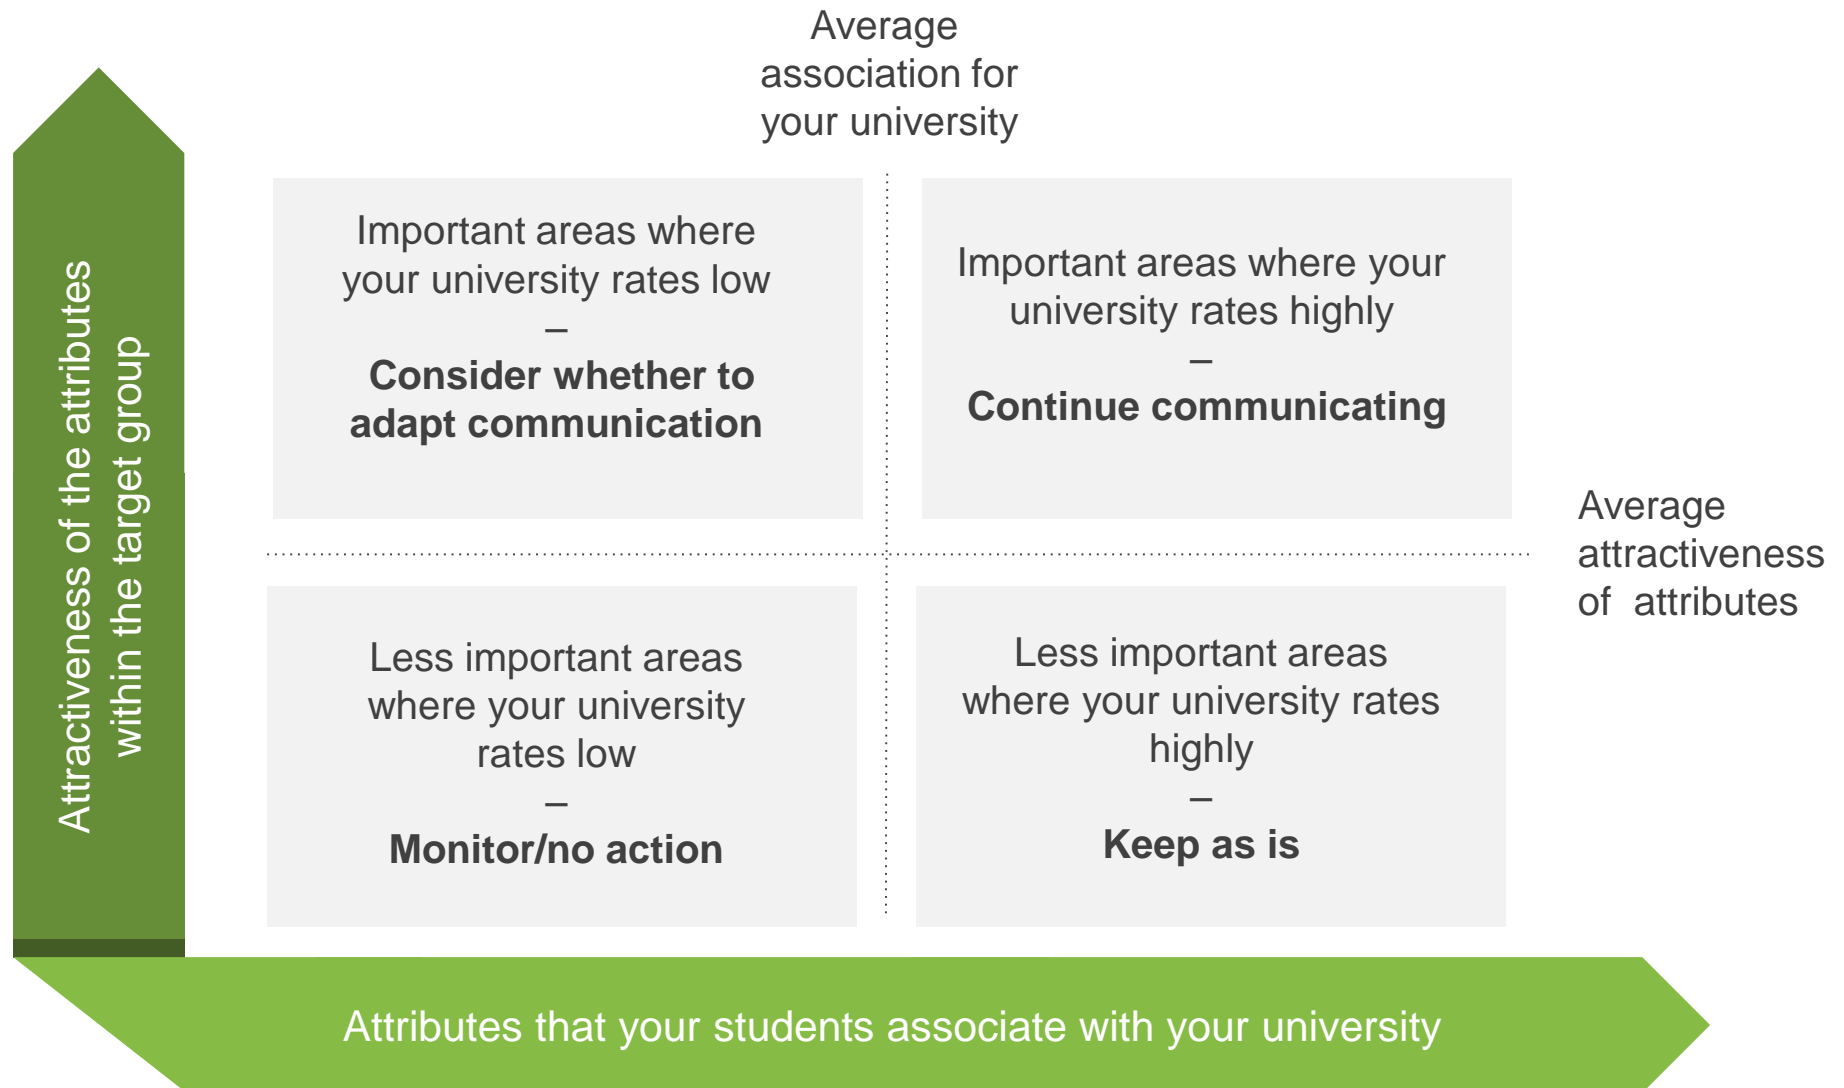 Average
association for
your university
Attractiveness of the attributes
within the target group
Important areas where
your university rates low
–
Consider whether to
adapt communication
Important areas where your
university rates highly
–
Continue communicating
Average
attractiveness
of attributes
Less important areas
where your university
rates low
–
Monitor/no action
Less important areas
where your university rates
highly
–
Keep as is
Attributes that your students associate with your university